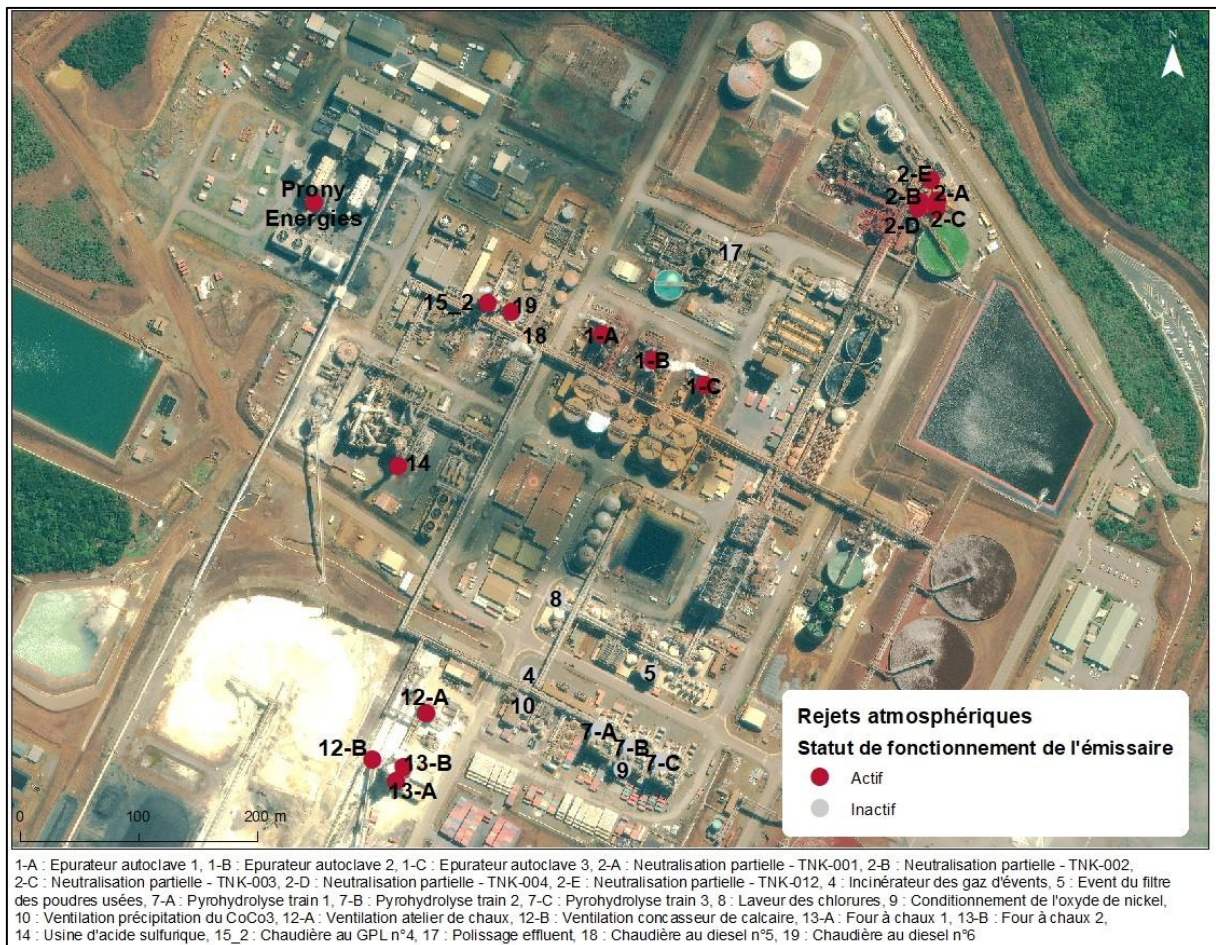 N
2-E
2-B
2-A
2-D
2-C
Prony
Energies
17
15_2
19
18
1-A
1-B
1-C
14
8
4
5
10
12-A
7-A
7-B
12-B
13-B
9
7-C
13-A
0 100 200 m
Rejets atmosphériques
Statut de fonctionnement de l'émissaire
Actif
Inactif
1-A : Epurateur autoclave 1, 1-B : Epurateur autoclave 2, 1-C : Epurateur autoclave 3, 2-A : Neutralisation partielle - TNK-001, 2-B : Neutralisation partielle - TNK-002,
2-C : Neutralisation partielle - TNK-003, 2-D : Neutralisation partielle - TNK-004, 2-E : Neutralisation partielle - TNK-012, 4 : Incinérateur des gaz d'évents, 5 : Event du filtre
des poudres usées, 7-A : Pyrohydrolyse train 1, 7-B : Pyrohydrolyse train 2, 7-C : Pyrohydrolyse train 3, 8 : Laveur des chlorures, 9 : Conditionnement de l'oxyde de nickel,
10 : Ventilation précipitation du CoCo3, 12-A : Ventilation atelier de chaux, 12-B : Ventilation concasseur de calcaire, 13-A : Four à chaux 1, 13-B : Four à chaux 2,
14 : Usine d'acide sulfurique, 15_2 : Chaudière au GPL n°4, 17 : Polissage effluent, 18 : Chaudière au diesel n°5, 19 : Chaudière au diesel n°6